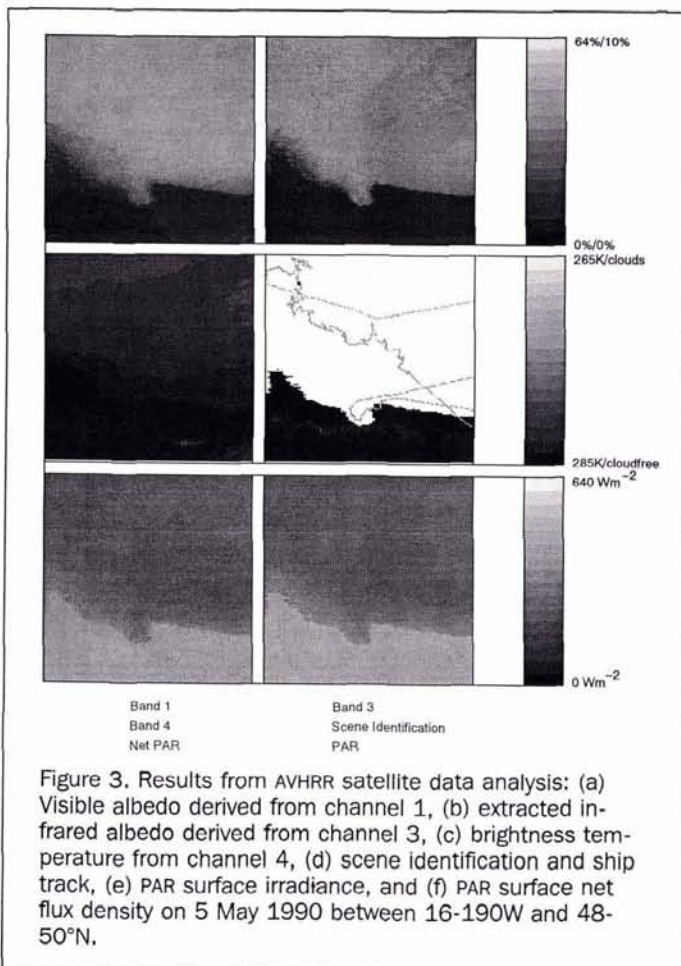 64%/10%
0%/0%
265K/clouds
285K/cloudfree
640 Wm-2
0 Wm-2
Band 1
Band 4
Net PAR
Band 3
Scene Identification
PAR
Figure 3. Results from AVHRR satellite data analysis: (a)
Visible albedo derived from channel 1, (b) extracted in-
frared albedo derived from channel 3, (c) brightness tem-
perature from channel 4, (d) scene identification and ship
track, (e) PAR surface irradiance, and (f) PAR surface net
flux density on 5 May 1990 between 16-190W and 48-
50°N.